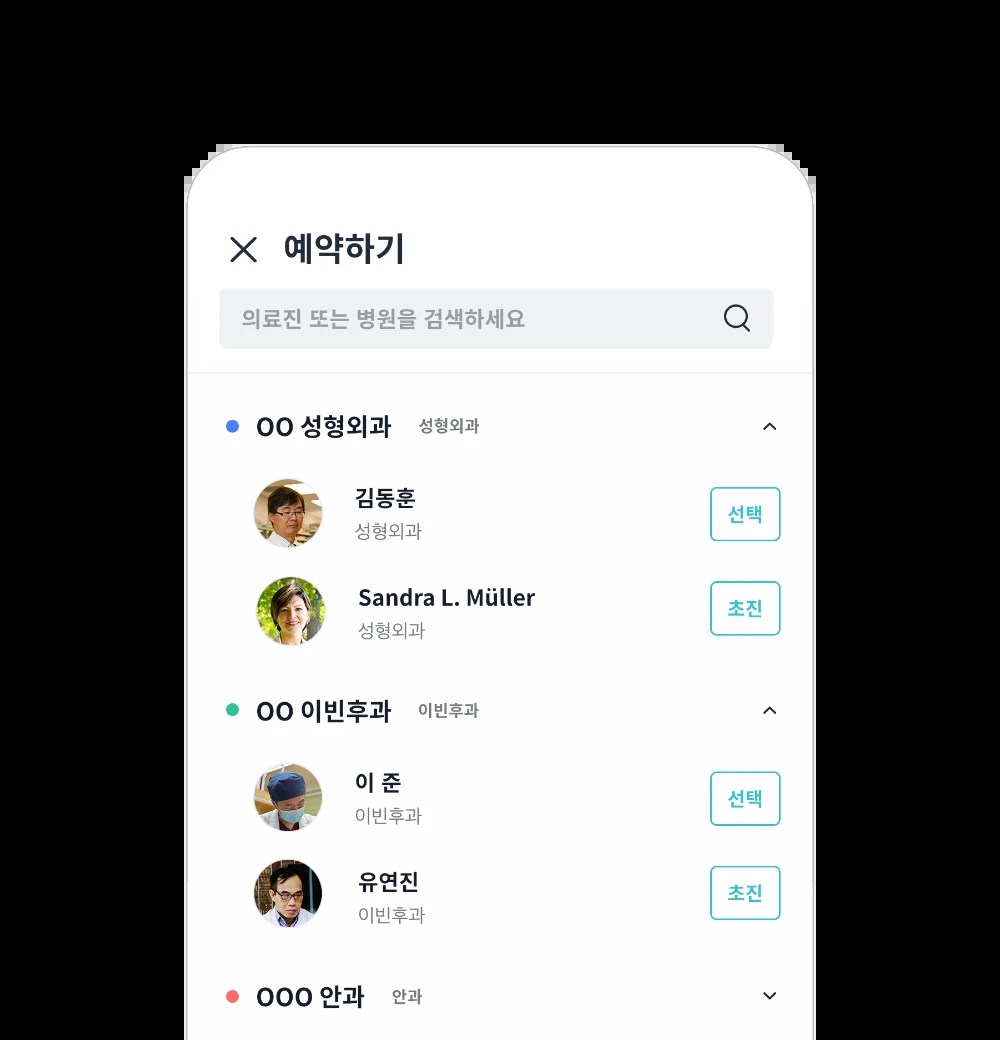 예약하기
의료진 또는 병원을 검색하세요
OO 성형외과 성형외과
김동훈
성형외과
선택
Sandra L. Müller
성형외과
초진
OO 이빈후과 이빈후과
이 준
이빈후과
선택
유연진
이빈후과
초진
OOO 안과 안과